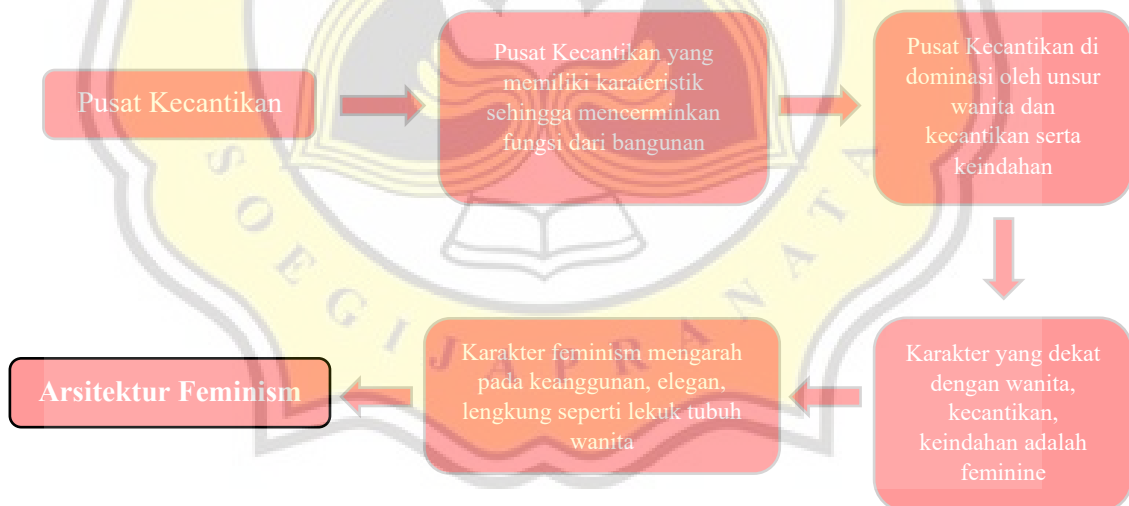 Pusat Kecantikan
Pusat Kecantikan yang
memiliki karateristik
sehingga mencerminkan
fungsi dari bangunan
Pusat Kecantikan di
dominasi oleh unsur
wanita dan
kecantikan serta
keindahan
Karakter yang dekat
dengan wanita,
kecantikan,
keindahan adalah
feminine
Karakter feminism mengarah
pada keanggunan, elegan,
lengkung seperti lekuk tubuh
wanita
Arsitektur Feminism
SOEGIJAPRANATA